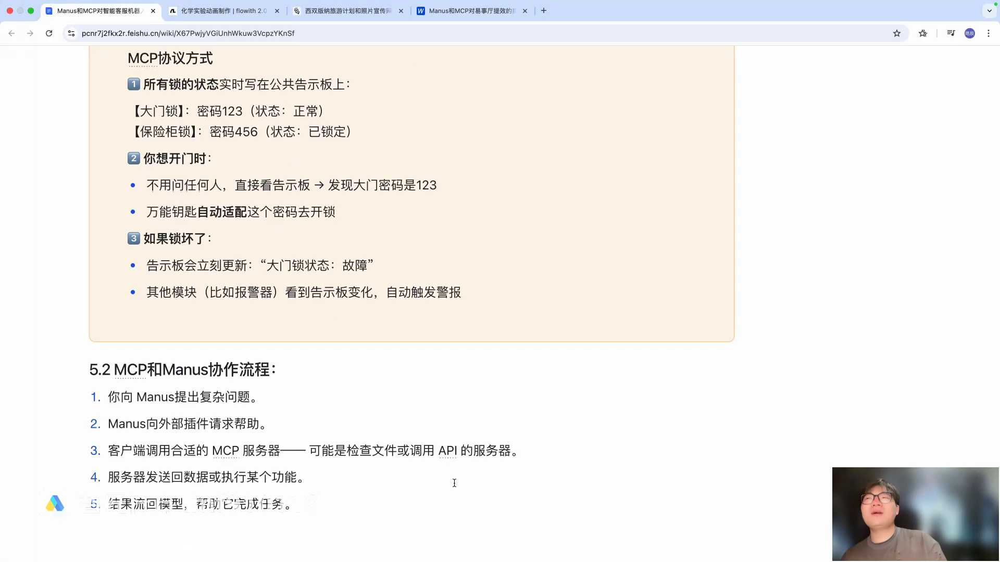 Manus和MCP对智能客服机器人
化学实验动画制作 | flowith 2.0
西双版纳旅游计划和照片宣传网
Manus和MCP对易事厅提效的
pcnr7j2fkx2r.feishu.cn/wiki/X67PwjyVGiUnhWkuw3VcpzYKnSf
皓辰
MCP协议方式
1 所有锁的状态实时写在公共告示板上：
【大门锁】：密码123（状态：正常）
【保险柜锁】：密码456（状态：已锁定）
2 你想开门时：
不用问任何人，直接看告示板 → 发现大门密码是123
万能钥匙自动适配这个密码去开锁
3 如果锁坏了：
告示板会立刻更新：“大门锁状态：故障”
其他模块（比如报警器）看到告示板变化，自动触发警报
5.2 MCP和Manus协作流程：
1. 你向 Manus提出复杂问题。
2. Manus向外部插件请求帮助。
3. 客户端调用合适的 MCP 服务器—— 可能是检查文件或调用 API 的服务器。
4. 服务器发送回数据或执行某个功能。
5. 结果流回模型，帮助它完成任务。